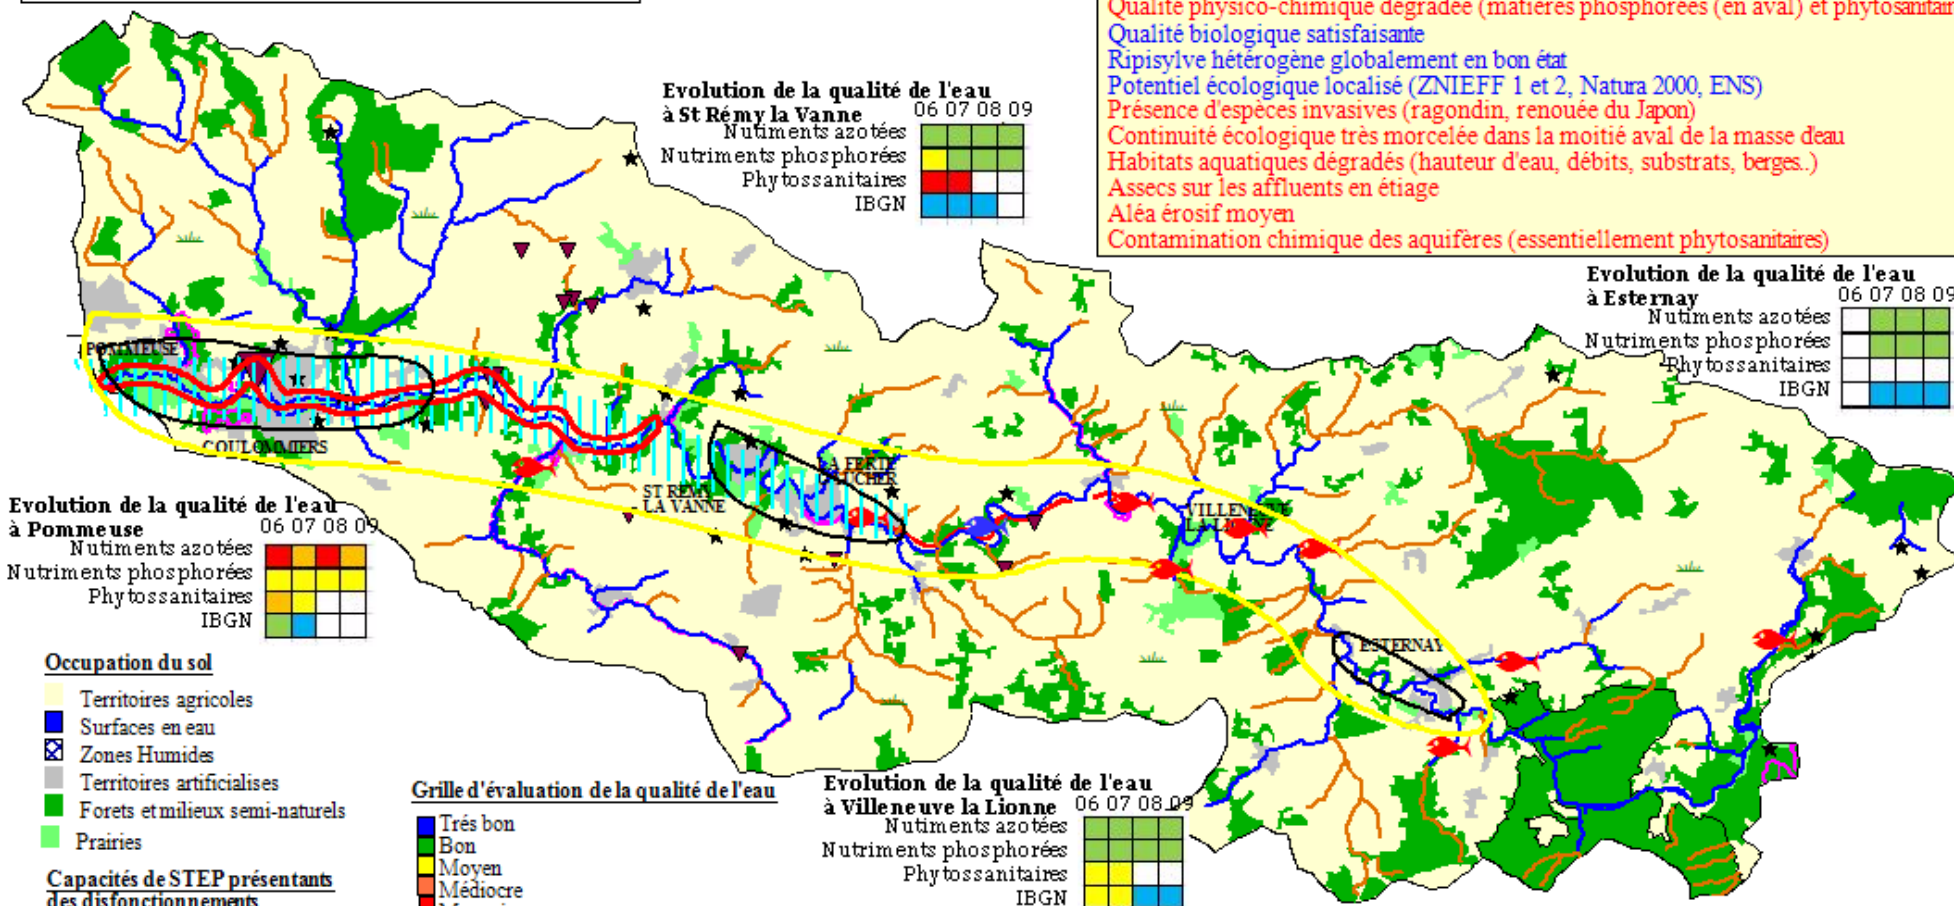 Qualité physico-chimique dégradée (matières phosphorées (en aval) et phytosanitair
Qualité biologique satisfaisante
Ripisylve hétérogène globalement en bon état
Potentiel écologique localisé (ZNIEFF 1 et 2, Natura 2000, ENS)
Présence d'espèces invasives (ragondin, renouée du Japon)
Continuité écologique très morcelée dans la moitié aval de la masse d'eau
Habitats aquatiques dégradés (hauteur d'eau, débits, substrats, berges..)
Assecs sur les affluents en étiage
Aléa érosif moyen
Contamination chimique des aquifères (essentiellement phytosanitaires)
Evolution de la qualité de l'eau
à St Rémy la Vanne 06 07 08 09
Nutiments azotées
Nutriments phosphorées
Phytossanitaires
IBGN
Evolution de la qualité de l'eau
à Esternay 06 07 08 09
Nutiments azotées
Nutriments phosphorées
Phytossanitaires
IBGN
POMMEUSE
COULOMMIERS
ST REMY
LA VANNE
LA FERTE
GAUCHER
VILLENEUVE
LA LIONNE
ESTERNAY
Evolution de la qualité de l'eau
à Pommeuse 06 07 08 09
Nutiments azotées
Nutriments phosphorées
Phytossanitaires
IBGN
Occupation du sol
Territoires agricoles
Surfaces en eau
Zones Humides
Territoires artificialises
Forets et milieux semi-naturels
Prairies
Capacités de STEP présentants
des disfonctionnements
Grille d'évaluation de la qualité de l'eau
Trés bon
Bon
Moyen
Médiocre
Evolution de la qualité de l'eau
à Villeneuve la Lionne 06 07 08 09
Nutiments azotées
Nutriments phosphorées
Phytossanitaires
IBGN